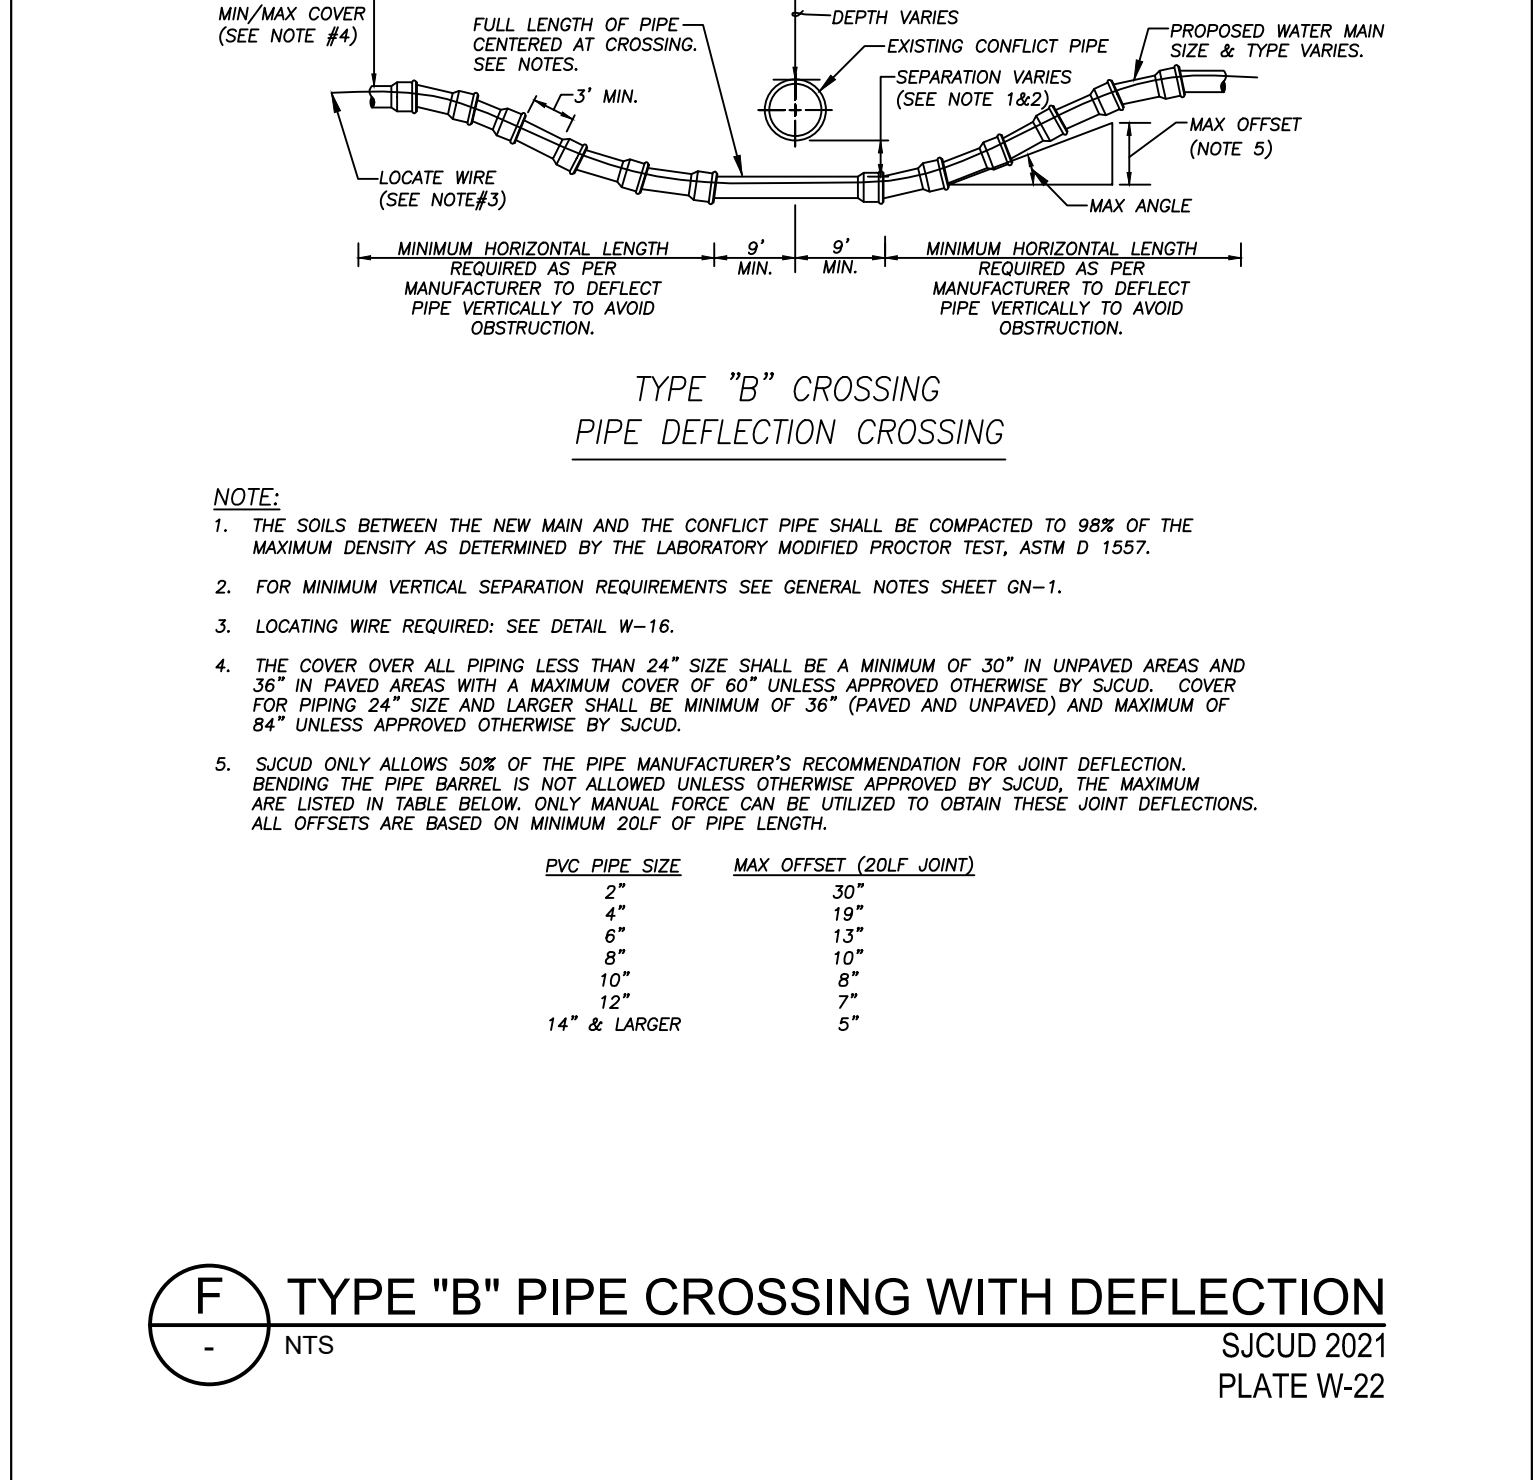 MIN/MAX COVER
(SEE NOTE #4)
FULL LENGTH OF PIPE
CENTERED AT CROSSING.
SEE NOTES.
DEPTH VARIES
EXISTING CONFLICT PIPE
SEPARATION VARIES
(SEE NOTE 1&2)
PROPOSED WATER MAIN
SIZE & TYPE VARIES.
3' MIN.
MAX OFFSET
(NOTE 5)
LOCATE WIRE
(SEE NOTE#3)
MAX ANGLE
MINIMUM HORIZONTAL LENGTH
REQUIRED AS PER
MANUFACTURER TO DEFLECT
PIPE VERTICALLY TO AVOID
OBSTRUCTION.
9'
MIN.
9'
MIN.
MINIMUM HORIZONTAL LENGTH
REQUIRED AS PER
MANUFACTURER TO DEFLECT
PIPE VERTICALLY TO AVOID
OBSTRUCTION.
TYPE "B" CROSSING
PIPE DEFLECTION CROSSING
NOTE:
1. THE SOILS BETWEEN THE NEW MAIN AND THE CONFLICT PIPE SHALL BE COMPACTED TO 98% OF THE
MAXIMUM DENSITY AS DETERMINED BY THE LABORATORY MODIFIED PROCTOR TEST, ASTM D 1557.
2. FOR MINIMUM VERTICAL SEPARATION REQUIREMENTS SEE GENERAL NOTES SHEET GN-1.
3. LOCATING WIRE REQUIRED: SEE DETAIL W-16.
4. THE COVER OVER ALL PIPING LESS THAN 24" SIZE SHALL BE A MINIMUM OF 30" IN UNPAVED AREAS AND
36" IN PAVED AREAS WITH A MAXIMUM COVER OF 60" UNLESS APPROVED OTHERWISE BY SJCUD. COVER
FOR PIPING 24" SIZE AND LARGER SHALL BE MINIMUM OF 36" (PAVED AND UNPAVED) AND MAXIMUM OF
84" UNLESS APPROVED OTHERWISE BY SJCUD.
5. SJCUD ONLY ALLOWS 50% OF THE PIPE MANUFACTURER'S RECOMMENDATION FOR JOINT DEFLECTION.
BENDING THE PIPE BARREL IS NOT ALLOWED UNLESS OTHERWISE APPROVED BY SJCUD, THE MAXIMUM
ARE LISTED IN TABLE BELOW. ONLY MANUAL FORCE CAN BE UTILIZED TO OBTAIN THESE JOINT DEFLECTIONS.
ALL OFFSETS ARE BASED ON MINIMUM 20LF OF PIPE LENGTH.
PVC PIPE SIZE MAX OFFSET (20LF JOINT)
2" 30"
4" 19"
6" 13"
8" 10"
10" 8"
12" 7"
14" & LARGER 5"
F
-
TYPE "B" PIPE CROSSING WITH DEFLECTION
NTS
SJCUD 2021
PLATE W-22